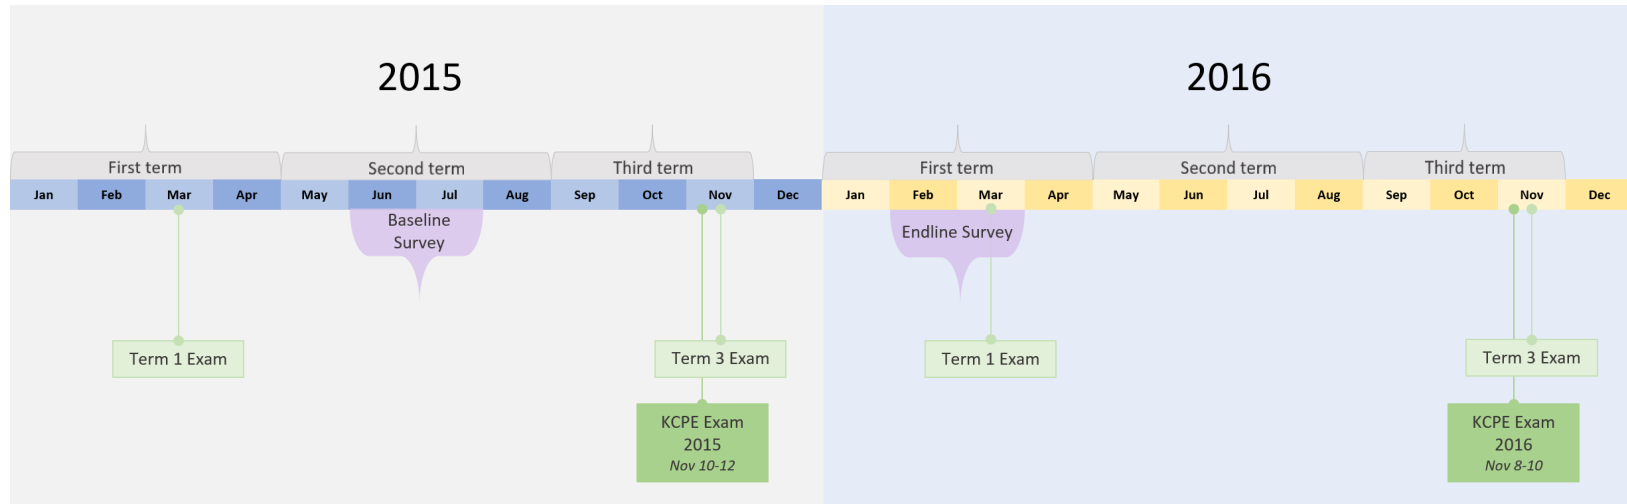 2015
2016
First term
Second term
Third term
First term
Second term
Third term
Jan Feb Mar Apr May Jun Jul Aug Sep Oct Nov Dec
Jan Feb Mar Apr May Jun Jul Aug Sep Oct Nov Dec
Baseline
Survey
Endline Survey
Term 1 Exam
Term 3 Exam
Term 1 Exam
Term 3 Exam
KCPE Exam
2015
Nov 10-12
KCPE Exam
2016
Nov 8-10